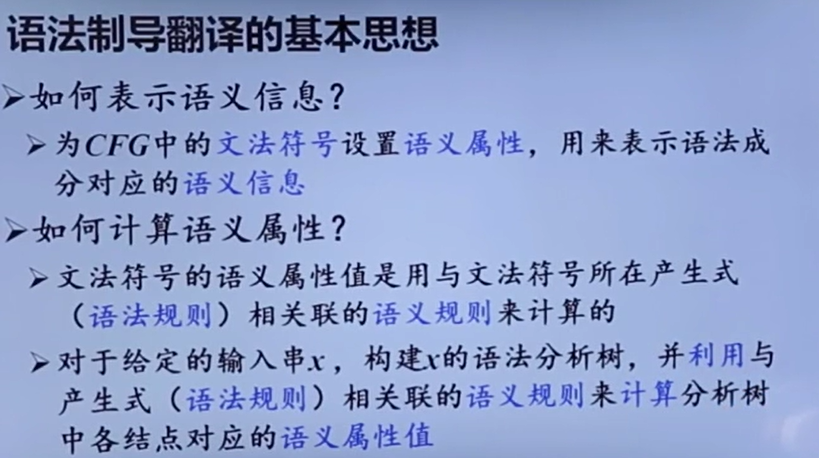 语法制导翻译的基本思想
➢如何表示语义信息？
➢为CFG中的文法符号设置语义属性，用来表示语法成
分对应的语义信息
➢如何计算语义属性？
➢文法符号的语义属性值是用与文法符号所在产生式
（语法规则）相关联的语义规则来计算的
➢对于给定的输入串x，构建x的语法分析树，并利用与
产生式（语法规则）相关联的语义规则来计算分析树
中各结点对应的语义属性值